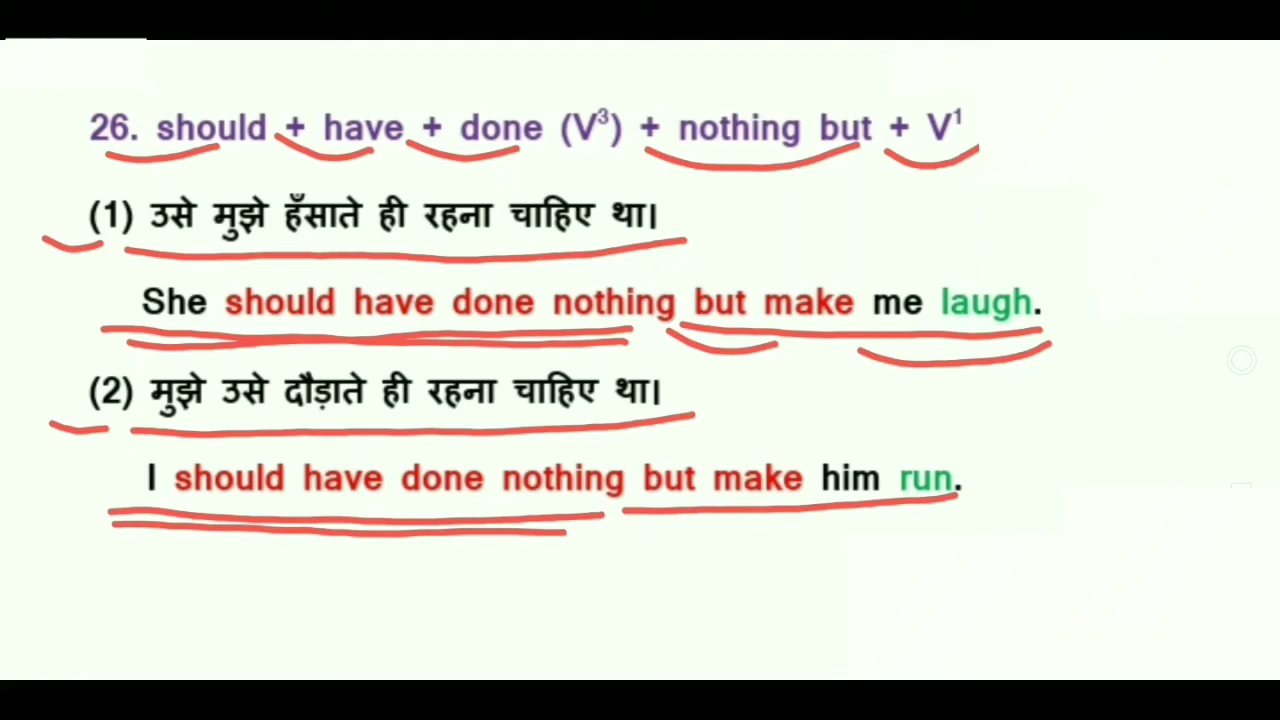 26. should + have + done (V³) + nothing but + V¹
(1) उसे मुझे हँसाते ही रहना चाहिए था।
She should have done nothing but make me laugh.
(2) मुझे उसे दौड़ाते ही रहना चाहिए था।
I should have done nothing but make him run.